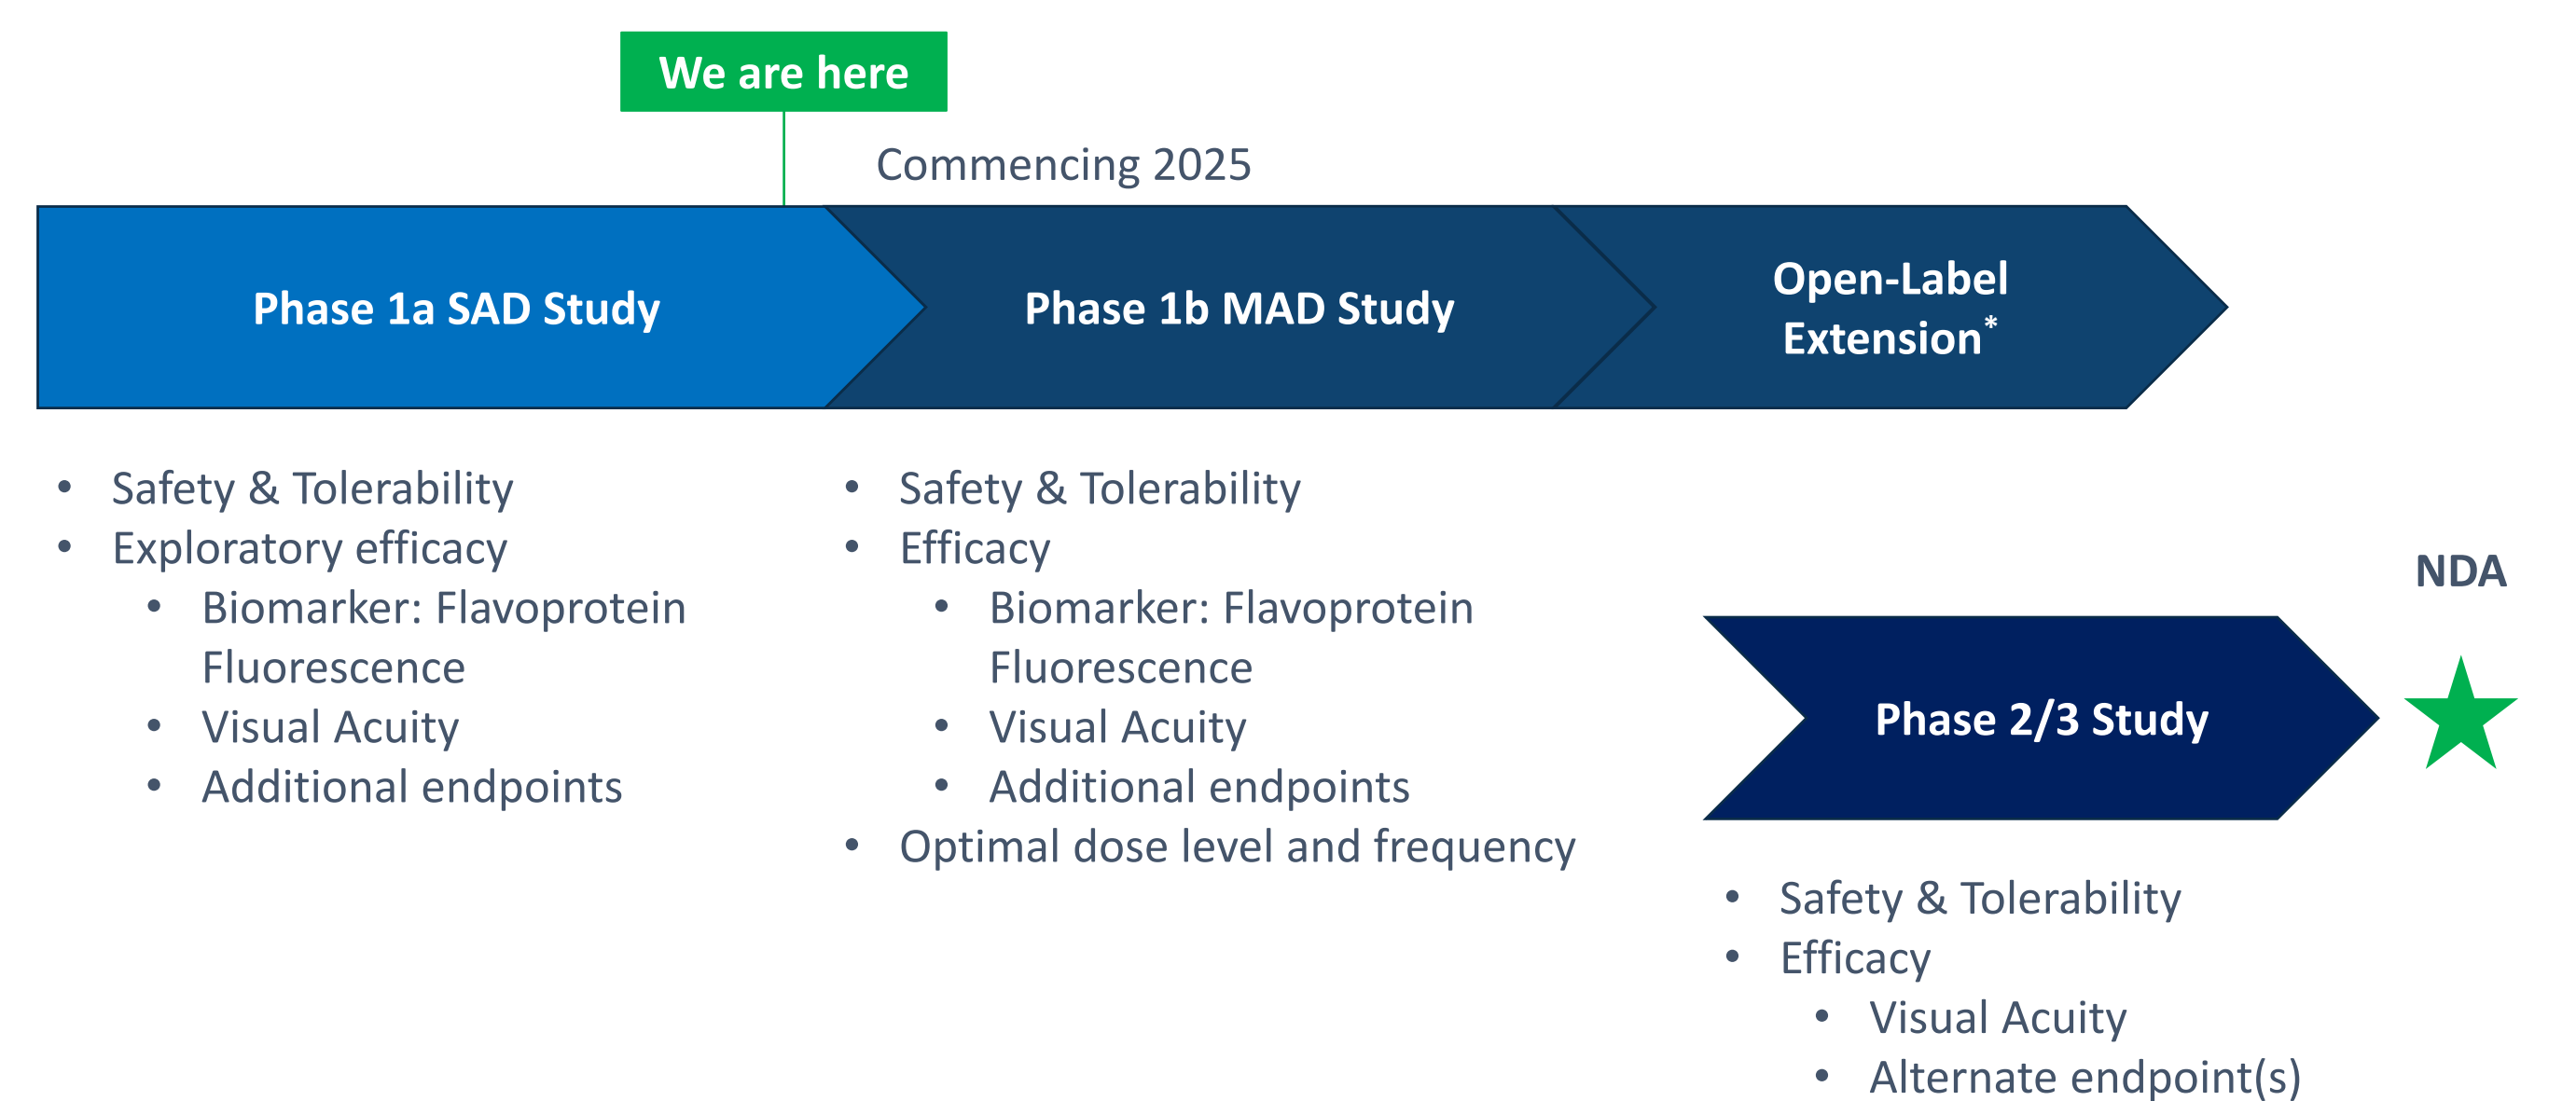 We are here
Commencing 2025
Phase 1a SAD Study
Phase 1b MAD Study
Open-Label
Extension*
• Safety & Tolerability
• Exploratory efficacy
• Biomarker: Flavoprotein
Fluorescence
• Visual Acuity
• Additional endpoints
• Safety & Tolerability
• Efficacy
• Biomarker: Flavoprotein
Fluorescence
• Visual Acuity
• Additional endpoints
• Optimal dose level and frequency
NDA
Phase 2/3 Study
• Safety & Tolerability
• Efficacy
• Visual Acuity
• Alternate endpoint(s)